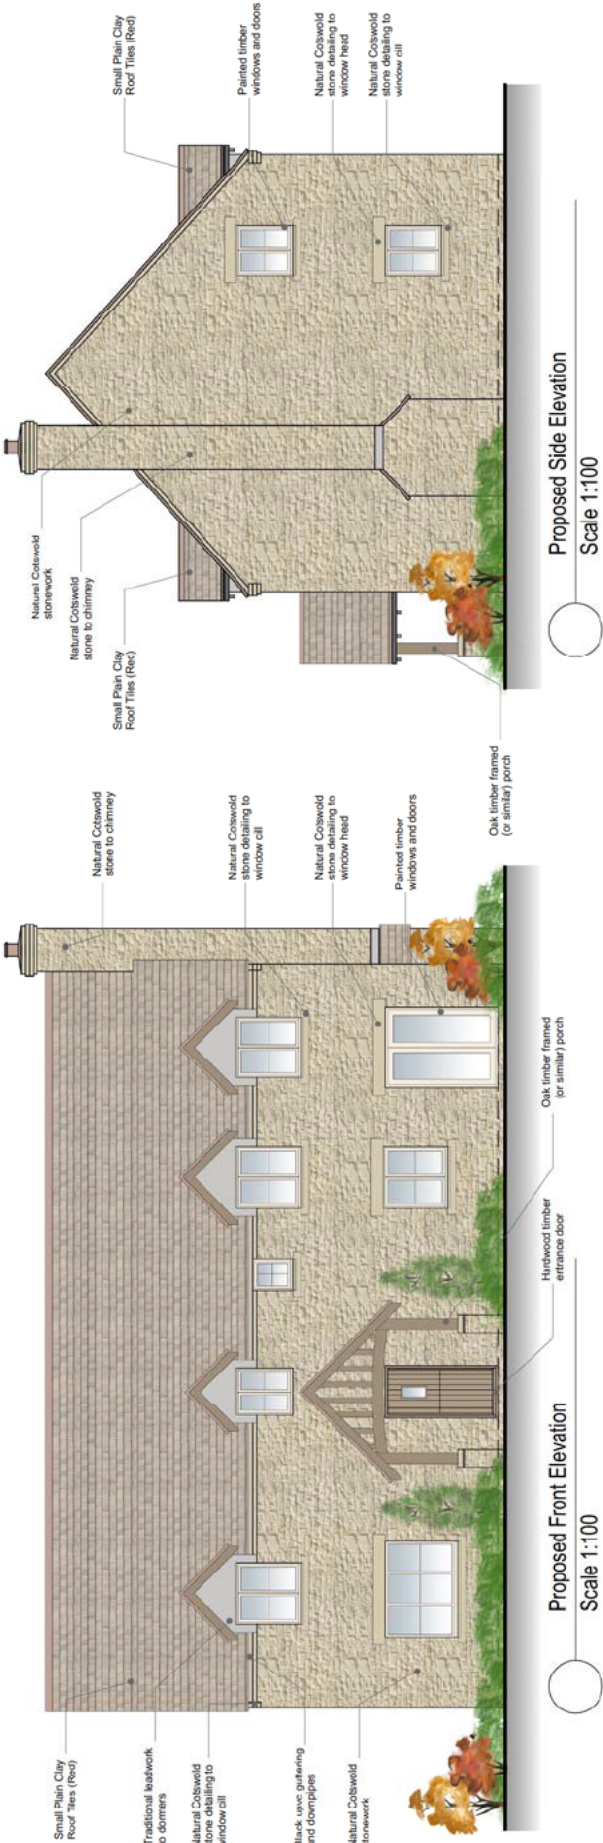 Small Plain Clay
Roof Tiles (Red)
Traditional leadwork
to dormers
Natural Cotswold
stone detailing to
window cill
Black upvc guttering
and downpipes
Natural Cotswold
stonework
Natural Cotswold
stone to chimney
Natural Cotswold
stone detailing to
window cill
Natural Cotswold
stone detailing to
window head
Painted timber
windows and doors
Oak timber framed
(or similar) porch
Hardwood timber
entrance door
Proposed Front Elevation
Scale 1:100
Natural Cotswold
stonework
Natural Cotswold
stone to chimney
Small Plain Clay
Roof Tiles (Red)
Oak timber framed
(or similar) porch
Small Plain Clay
Roof Tiles (Red)
Painted timber
windows and doors
Natural Cotswold
stone detailing to
window head
Natural Cotswold
stone detailing to
window cill
Proposed Side Elevation
Scale 1:100